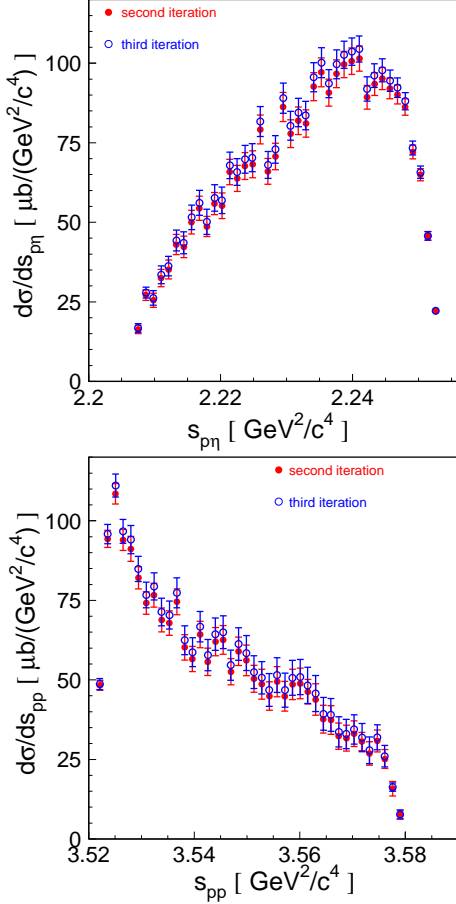 second iteration
third iteration
dσ/ds_pη [ μb/(GeV²/c⁴) ]
100
75
50
25
0
2.2 2.22 2.24
s_pη [ GeV²/c⁴ ]
second iteration
third iteration
dσ/ds_pp [ μb/(GeV²/c⁴) ]
100
75
50
25
0
3.52 3.54 3.56 3.58
s_pp [ GeV²/c⁴ ]